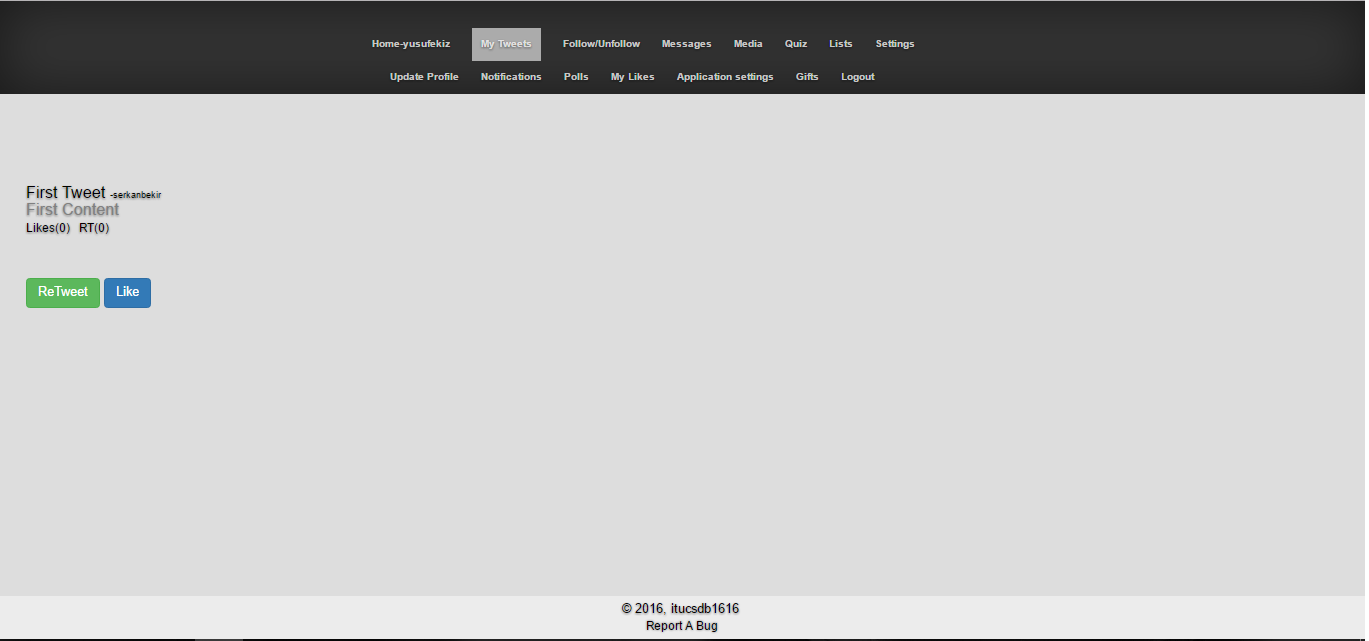 Home-yusufekiz My Tweets Follow/Unfollow Messages Media Quiz Lists Settings
Update Profile Notifications Polls My Likes Application settings Gifts Logout
First Tweet -serkanbekir
First Content
Likes(0) RT(0)
ReTweet Like
© 2016, itucsdb1616
Report A Bug